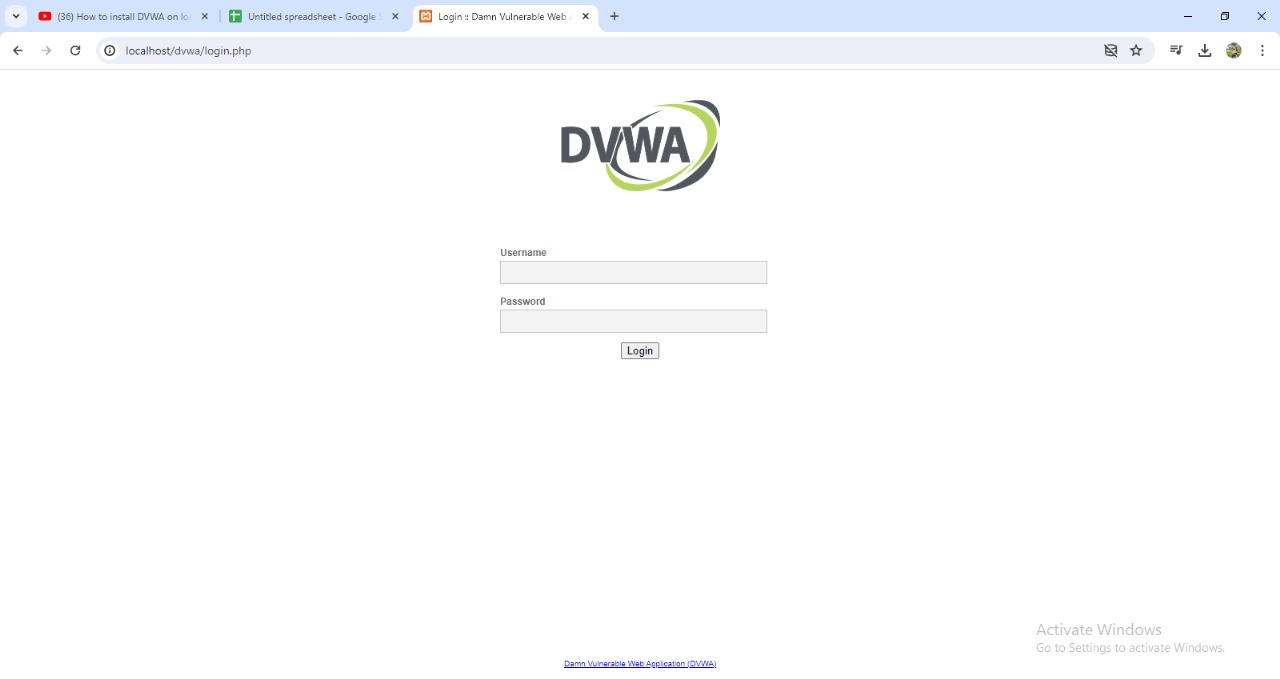 (36) How to install DVWA on lo
Untitled spreadsheet - Google S
Login :: Damn Vulnerable Web
localhost/dvwa/login.php
DVWA
Username
Password
Login
Activate Windows
Go to Settings to activate Windows.
Damn Vulnerable Web Application (DVWA)